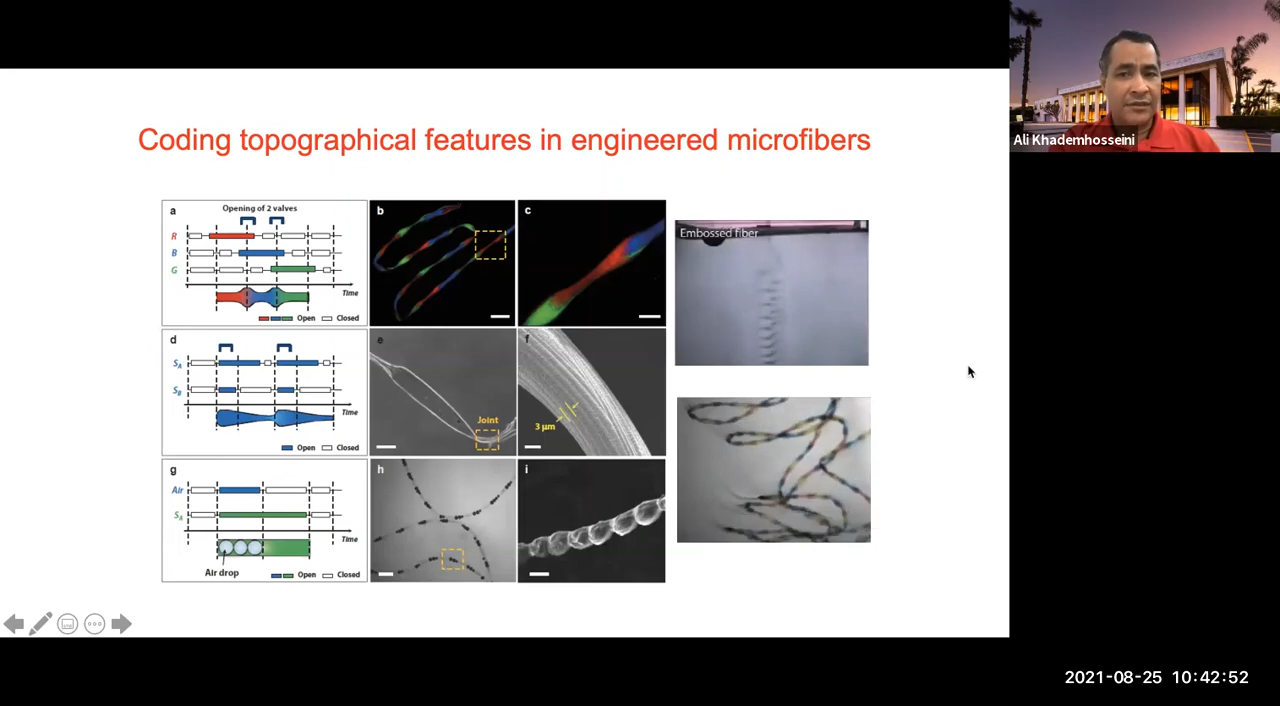 Coding topographical features in engineered microfibers
a
Opening of 2 valves
R
B
G
Time
Open Closed
b
c
d
SA
SB
Time
Open Closed
e
Joint
f
3 µm
g
Air
SA
Time
Air drop
Open Closed
h
i
Embossed fiber
Ali Khademhosseini
2021-08-25 10:42:52